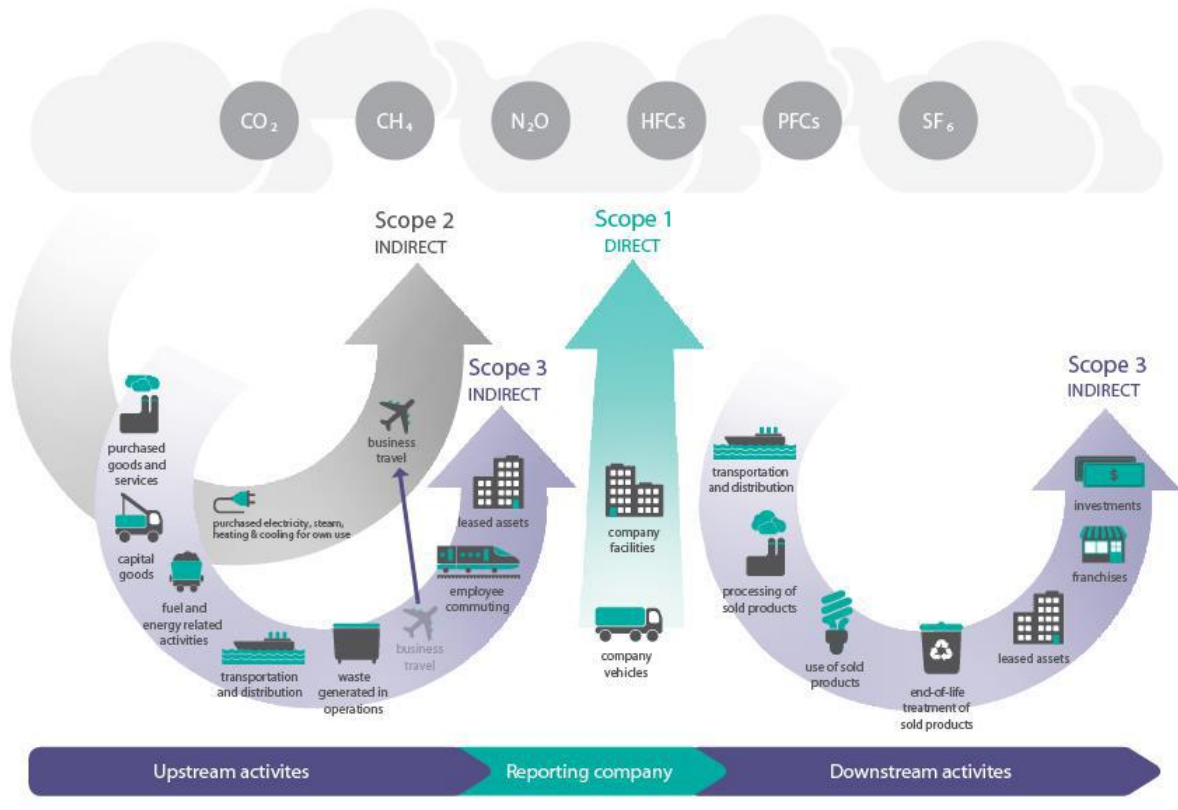 CO₂
CH₄
N₂O
HFCs
PFCs
SF₆
Scope 2
INDIRECT
Scope 1
DIRECT
Scope 3
INDIRECT
Scope 3
INDIRECT
purchased
goods and
services
capital
goods
fuel and
energy related
activities
purchased electricity, steam,
heating & cooling for own use
transportation
and distribution
waste
generated in
operations
business
travel
business
travel
employee
commuting
leased assets
company
facilities
company
vehicles
transportation
and distribution
processing of
sold products
use of sold
products
end-of-life
treatment of
sold products
leased assets
franchises
$
investments
Upstream activites
Reporting company
Downstream activites